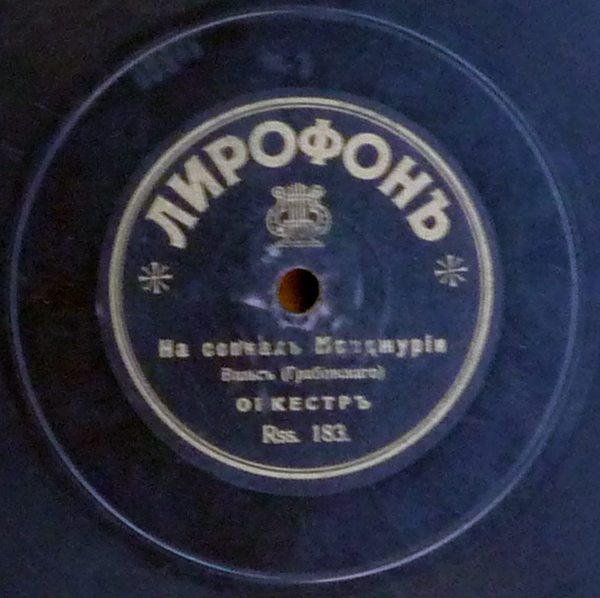 ЛИРОФОНЪ
На сопкахъ Манджуріи
Вальсъ (Грабовскаго)
ОРКЕСТРЪ
Rss. 183.